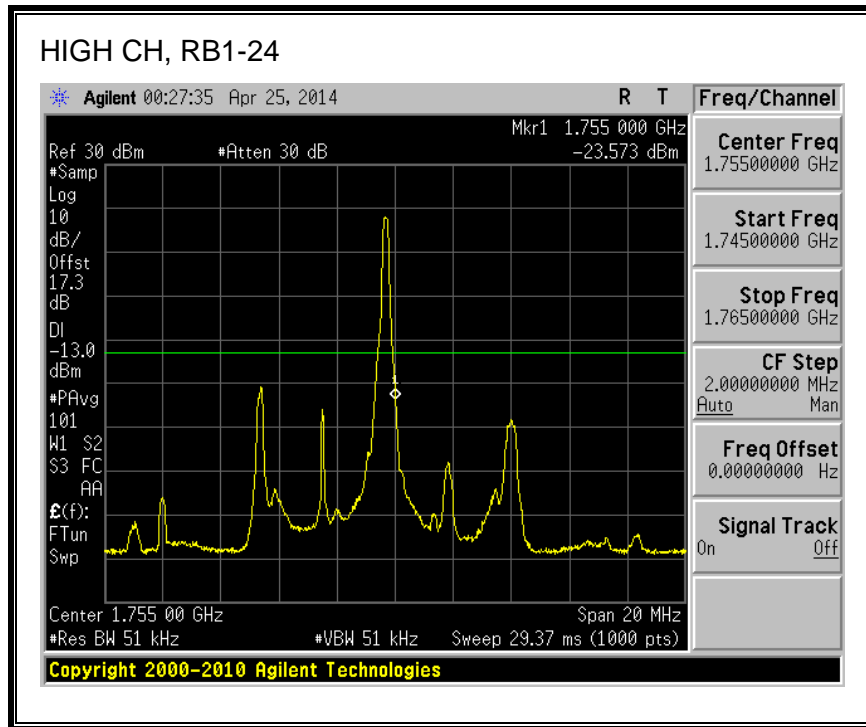 HIGH CH, RB1-24
Agilent 00:27:35 Apr 25, 2014 R T
Mkr1 1.755 000 GHz
Ref 30 dBm #Atten 30 dB -23.573 dBm
#Samp
Log
10
dB/
Offst
17.3
dB
DI
-13.0
dBm
#PAvg
101
W1 S2
S3 FC
AA
£(f):
FTun
Swp
1
Center 1.755 00 GHz Span 20 MHz
#Res BW 51 kHz #VBW 51 kHz Sweep 29.37 ms (1000 pts)
Copyright 2000-2010 Agilent Technologies
Freq/Channel
Center Freq
1.75500000 GHz
Start Freq
1.74500000 GHz
Stop Freq
1.76500000 GHz
CF Step
2.00000000 MHz
Auto Man
Freq Offset
0.00000000 Hz
Signal Track
On Off